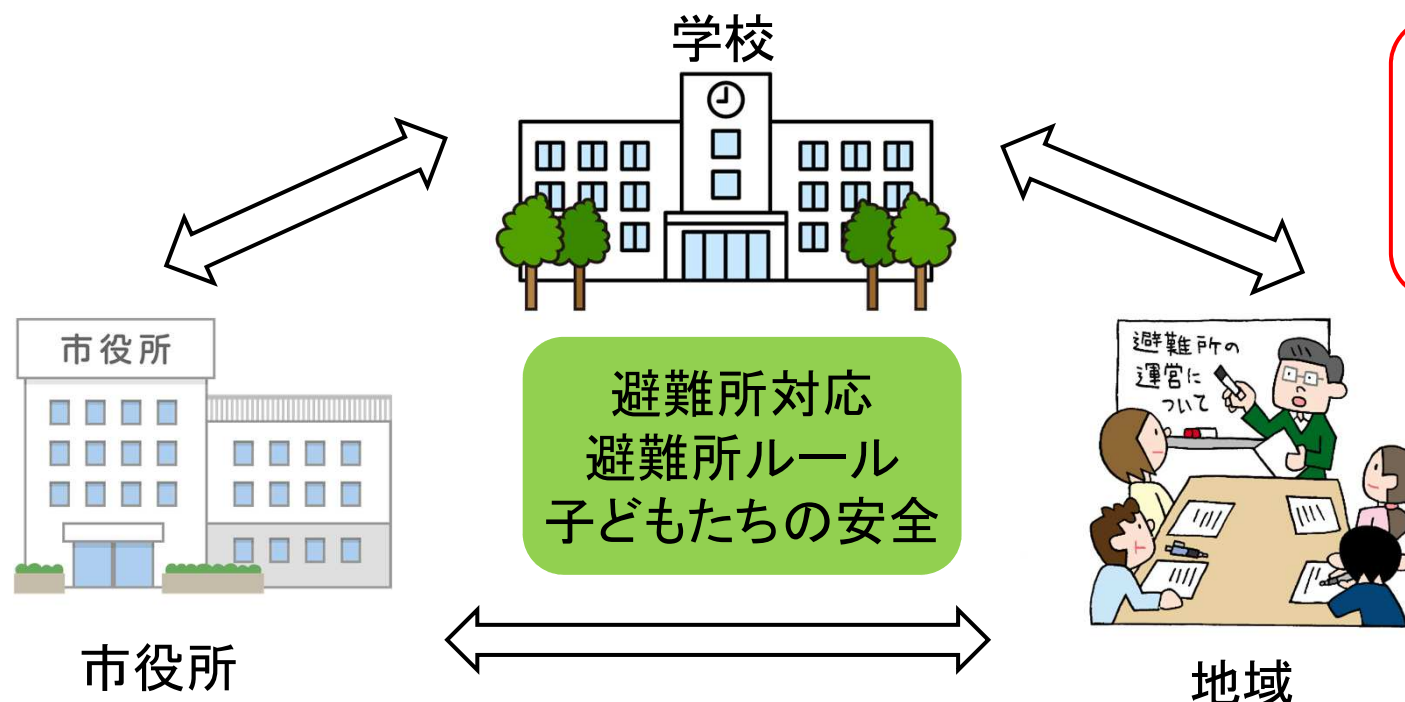 学校
市役所
避難所の
運営に
ついて
避難所対応
避難所ルール
子どもたちの安全
市役所
地域